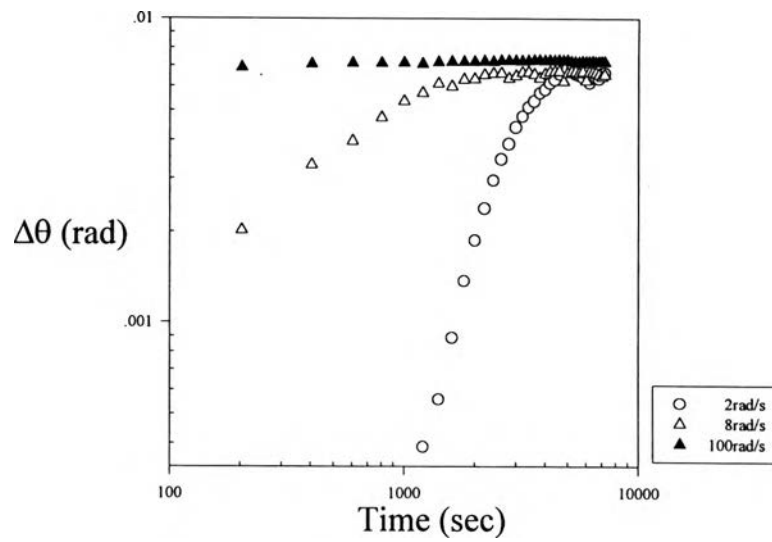 .01
Δθ (rad)
.001
100
1000
10000
Time (sec)
2rad/s
8rad/s
100rad/s